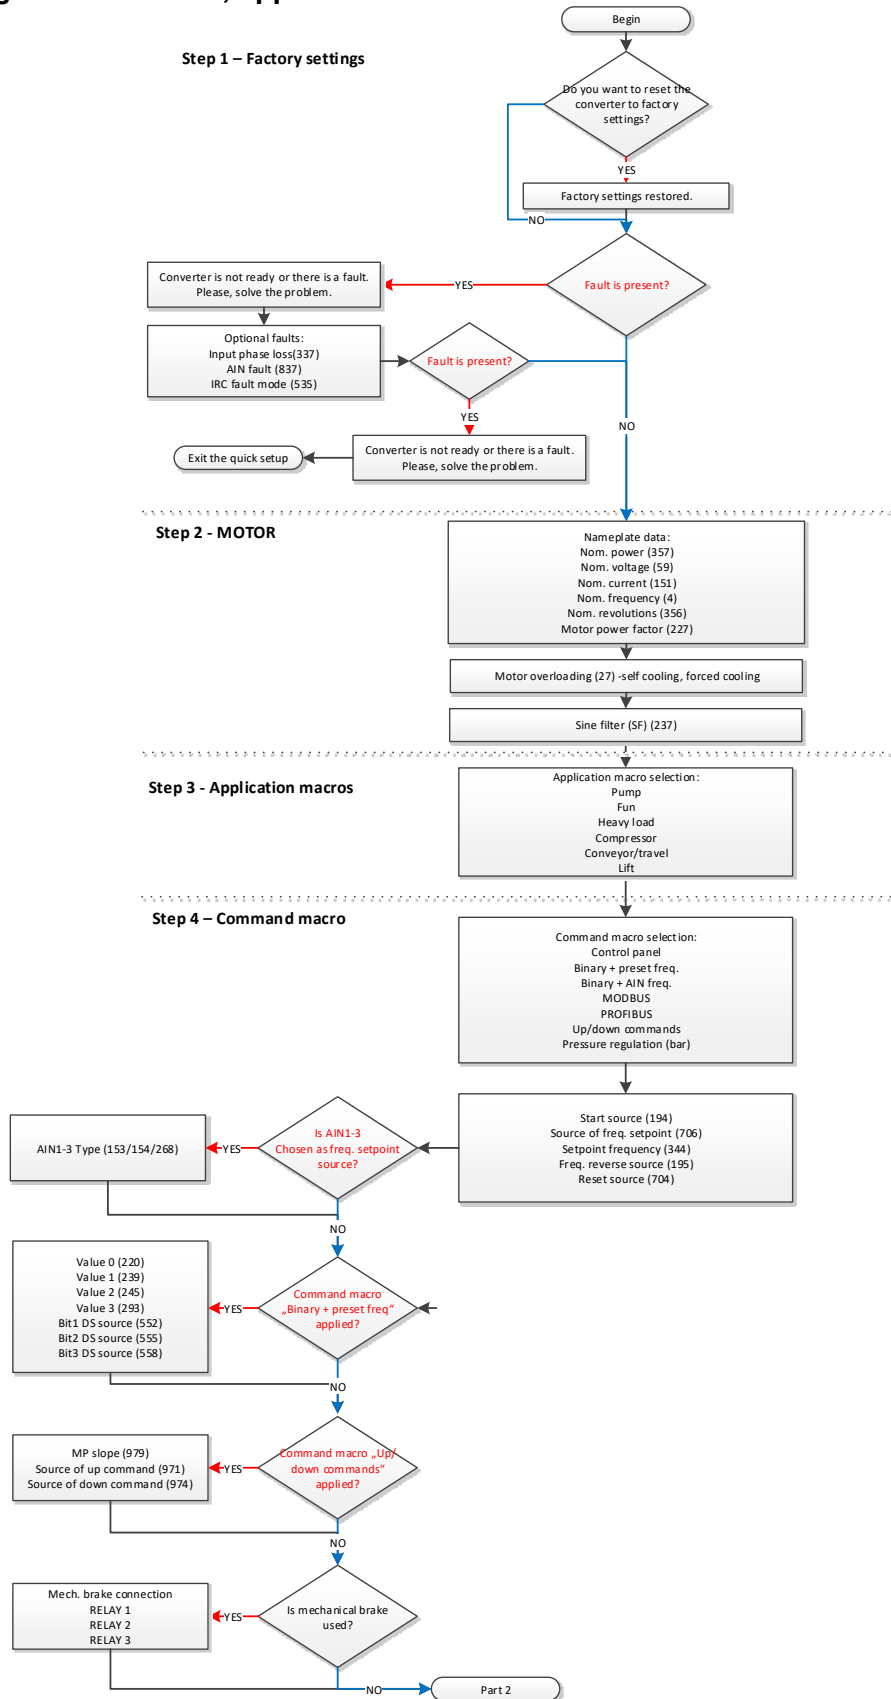 Begin
Step 1 – Factory settings
Do you want to reset the
converter to factory
settings?
YES
Factory settings restored.
NO
Fault is present?
YES
Converter is not ready or there is a fault.
Please, solve the problem.
Optional faults:
Input phase loss(337)
AIN fault (837)
IRC fault mode (535)
Fault is present?
YES
NO
Converter is not ready or there is a fault.
Please, solve the problem.
Exit the quick setup
Step 2 - MOTOR
Nameplate data:
Nom. power (357)
Nom. voltage (59)
Nom. current (151)
Nom. frequency (4)
Nom. revolutions (356)
Motor power factor (227)
Motor overloading (27) -self cooling, forced cooling
Sine filter (SF) (237)
Step 3 - Application macros
Application macro selection:
Pump
Fun
Heavy load
Compressor
Conveyor/travel
Lift
Step 4 – Command macro
Command macro selection:
Control panel
Binary + preset freq.
Binary + AIN freq.
MODBUS
PROFIBUS
Up/down commands
Pressure regulation (bar)
Start source (194)
Source of freq. setpoint (706)
Setpoint frequency (344)
Freq. reverse source (195)
Reset source (704)
Is AIN1-3
Chosen as freq. setpoint
source?
YES
AIN1-3 Type (153/154/268)
NO
Value 0 (220)
Value 1 (239)
Value 2 (245)
Value 3 (293)
Bit1 DS source (552)
Bit2 DS source (555)
Bit3 DS source (558)
YES
Command macro
„Binary + preset freq“
applied?
NO
MP slope (979)
Source of up command (971)
Source of down command (974)
YES
Command macro „Up/
down commands“
applied?
NO
Mech. brake connection
RELAY 1
RELAY 2
RELAY 3
YES
Is mechanical brake
used?
NO
Part 2